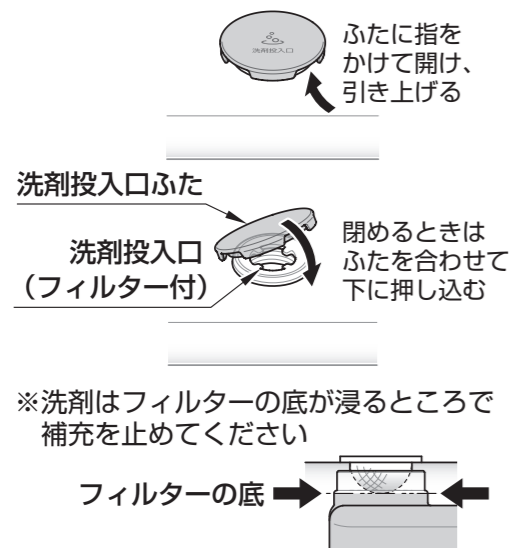 洗剤投入口
ふたに指を
かけて開け、
引き上げる
洗剤投入口ふた
洗剤投入口
（フィルター付）
閉めるときは
ふたを合わせて
下に押し込む
※洗剤はフィルターの底が浸るところで
補充を止めてください
フィルターの底